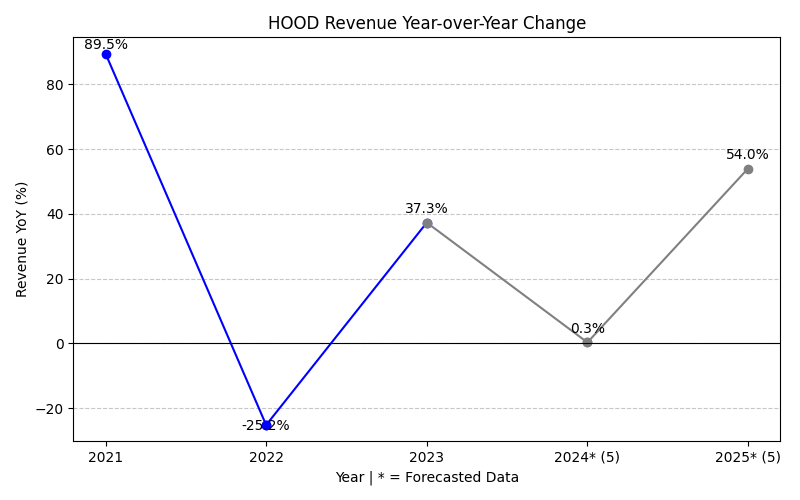 HOOD Revenue Year-over-Year Change
89.5%
80
60
54.0%
40
37.3%
20
0.3%
0
−20
-25.2%
Revenue YoY (%)
2021 2022 2023 2024* (5) 2025* (5)
Year | * = Forecasted Data